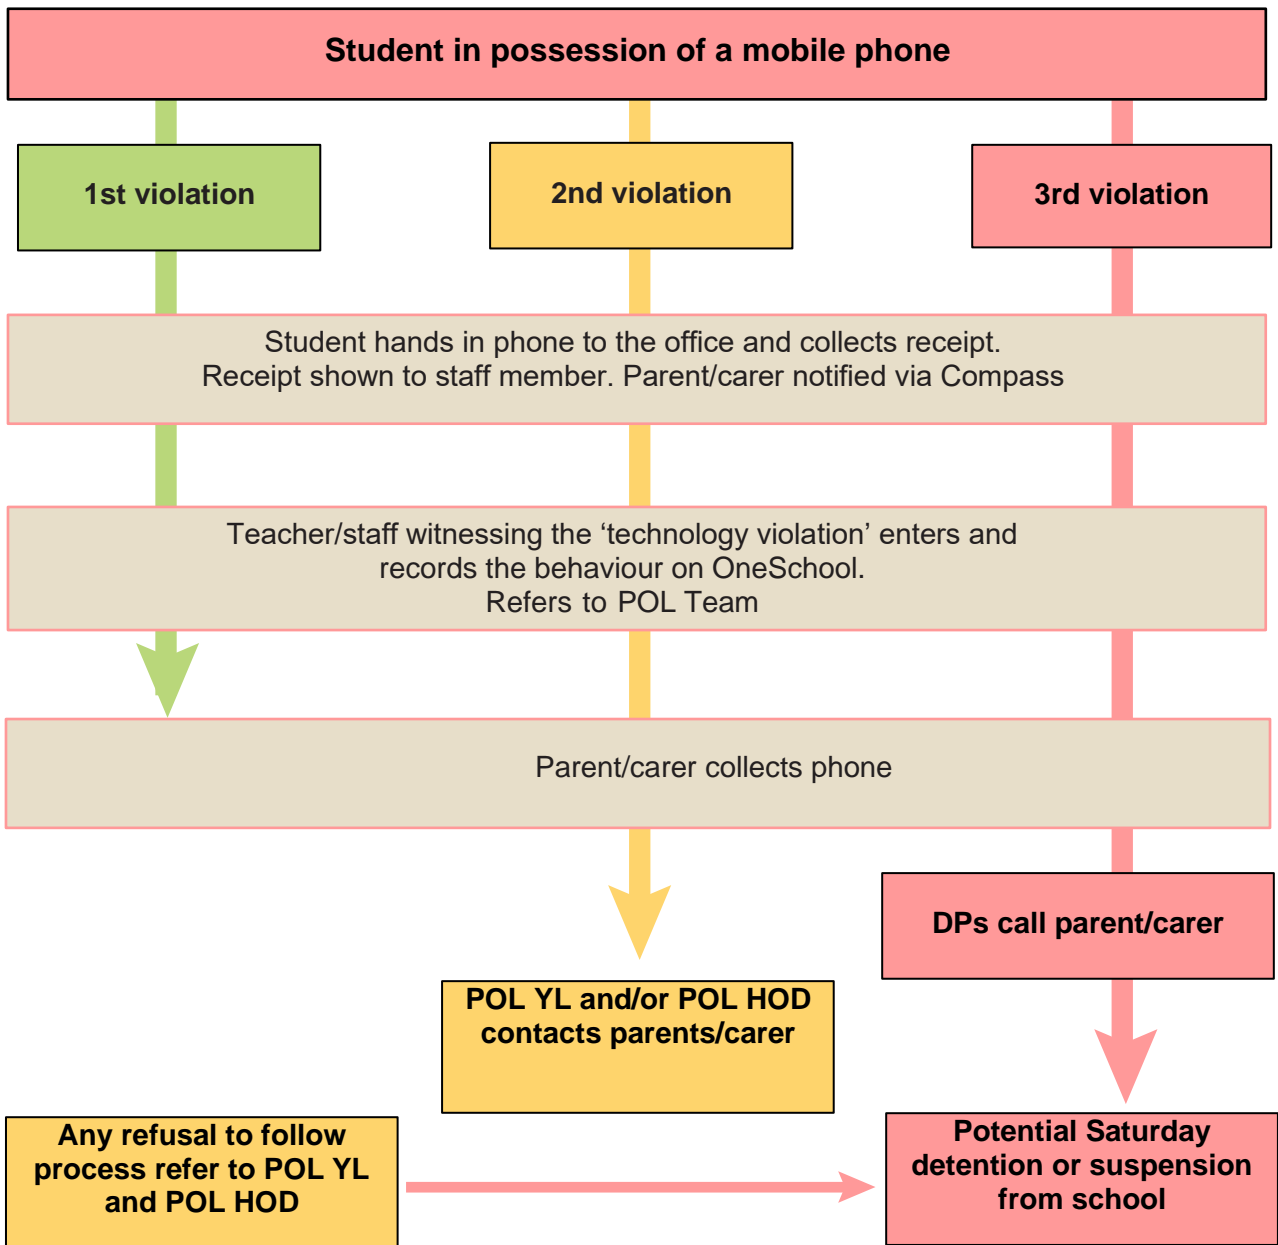 Student in possession of a mobile phone
1st violation
2nd violation
3rd violation
Student hands in phone to the office and collects receipt.
Receipt shown to staff member. Parent/carer notified via Compass
Teacher/staff witnessing the ‘technology violation’ enters and
records the behaviour on OneSchool.
Refers to POL Team
Parent/carer collects phone
DPs call parent/carer
POL YL and/or POL HOD
contacts parents/carer
Any refusal to follow
process refer to POL YL
and POL HOD
Potential Saturday
detention or suspension
from school